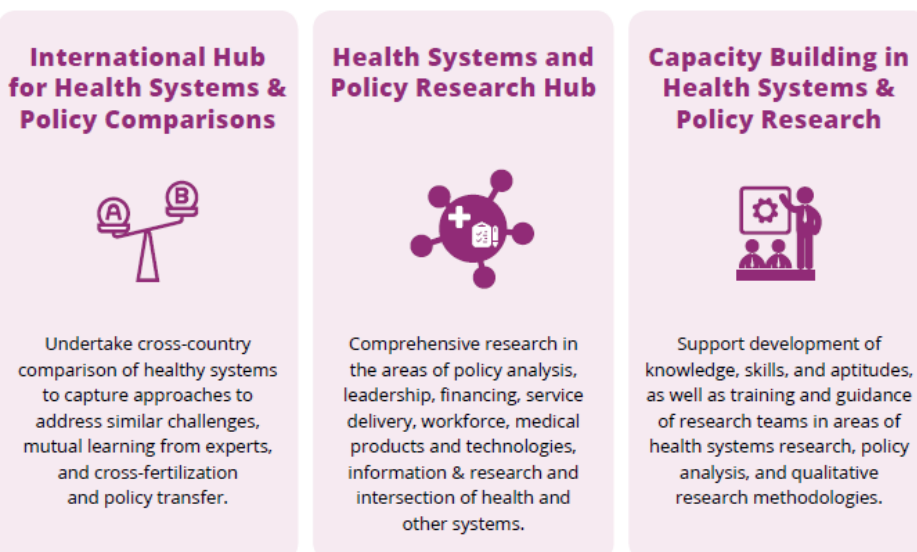 International Hub
for Health Systems &
Policy Comparisons
A
B
Undertake cross-country
comparison of healthy systems
to capture approaches to
address similar challenges,
mutual learning from experts,
and cross-fertilization
and policy transfer.
Health Systems and
Policy Research Hub
Comprehensive research in
the areas of policy analysis,
leadership, financing, service
delivery, workforce, medical
products and technologies,
information & research and
intersection of health and
other systems.
Capacity Building in
Health Systems &
Policy Research
Support development of
knowledge, skills, and aptitudes,
as well as training and guidance
of research teams in areas of
health systems research, policy
analysis, and qualitative
research methodologies.